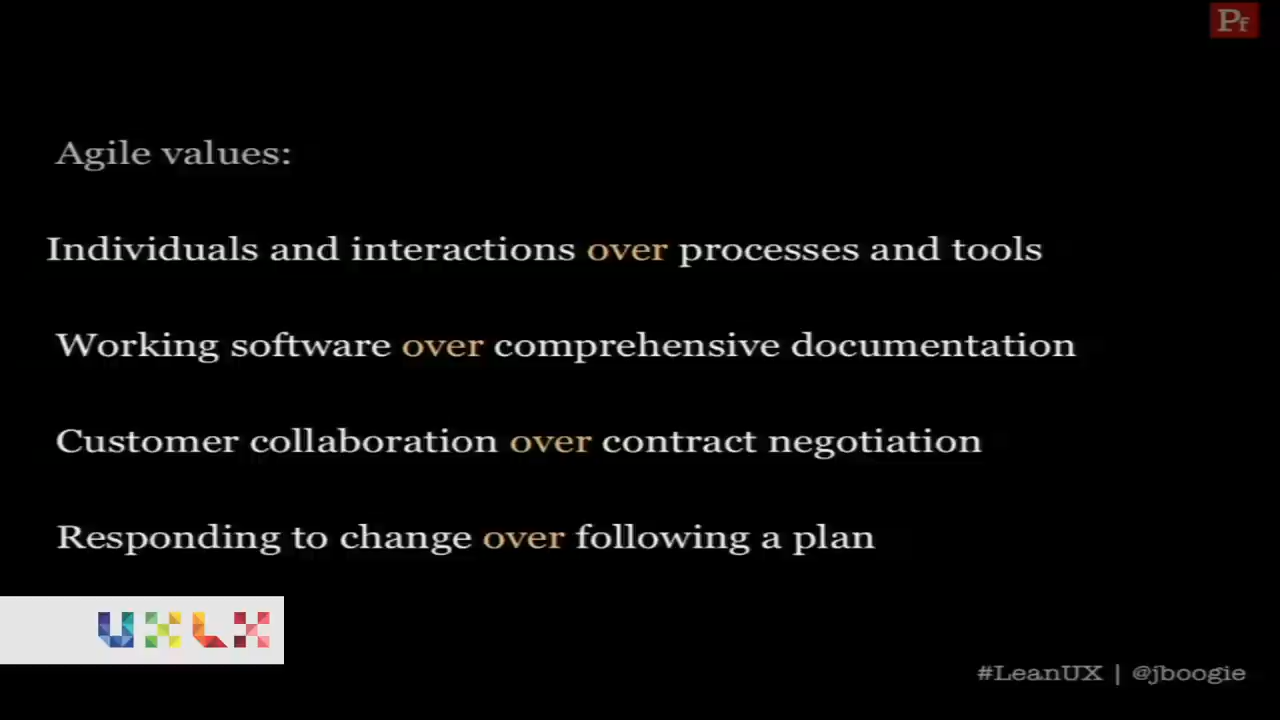 Pf
Agile values:
Individuals and interactions over processes and tools
Working software over comprehensive documentation
Customer collaboration over contract negotiation
Responding to change over following a plan
UXLX
#LeanUX | @jboogie